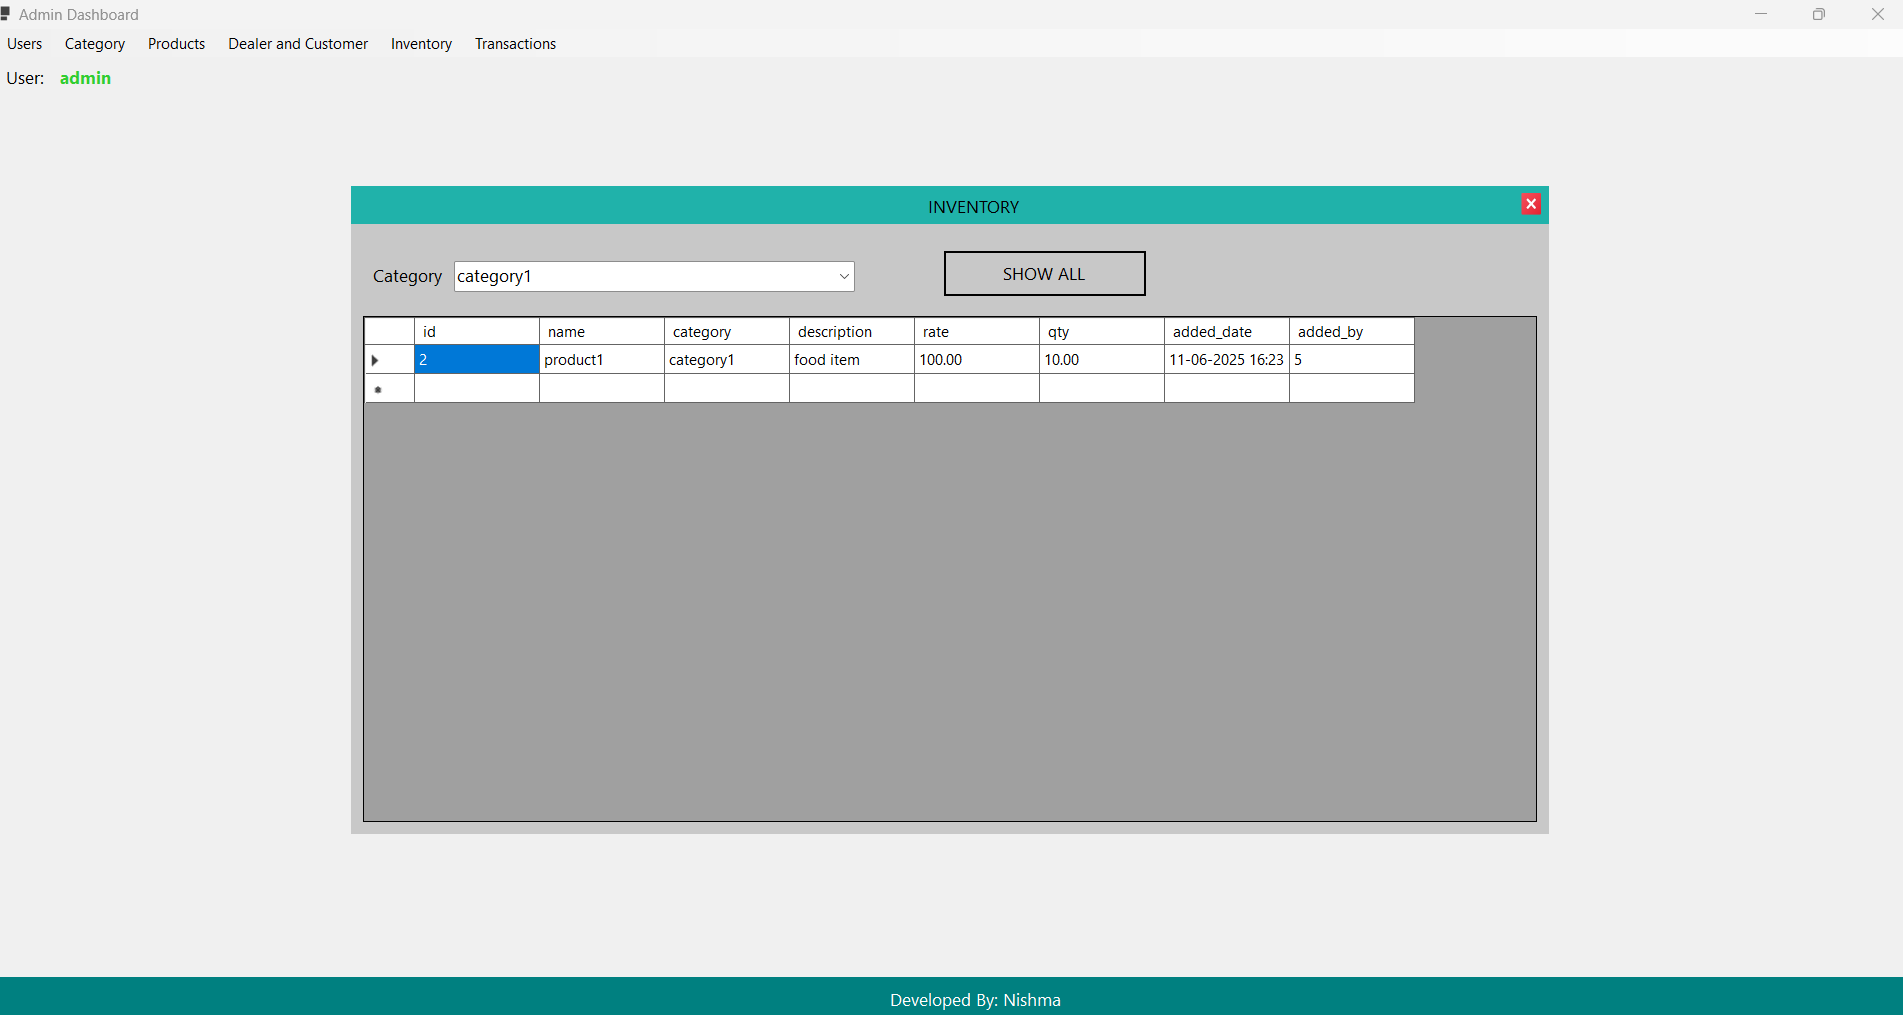 Admin Dashboard
Users Category Products Dealer and Customer Inventory Transactions
User: admin
INVENTORY
Category category1 SHOW ALL
id name category description rate qty added_date added_by
2 product1 category1 food item 100.00 10.00 11-06-2025 16:23 5
Developed By: Nishma